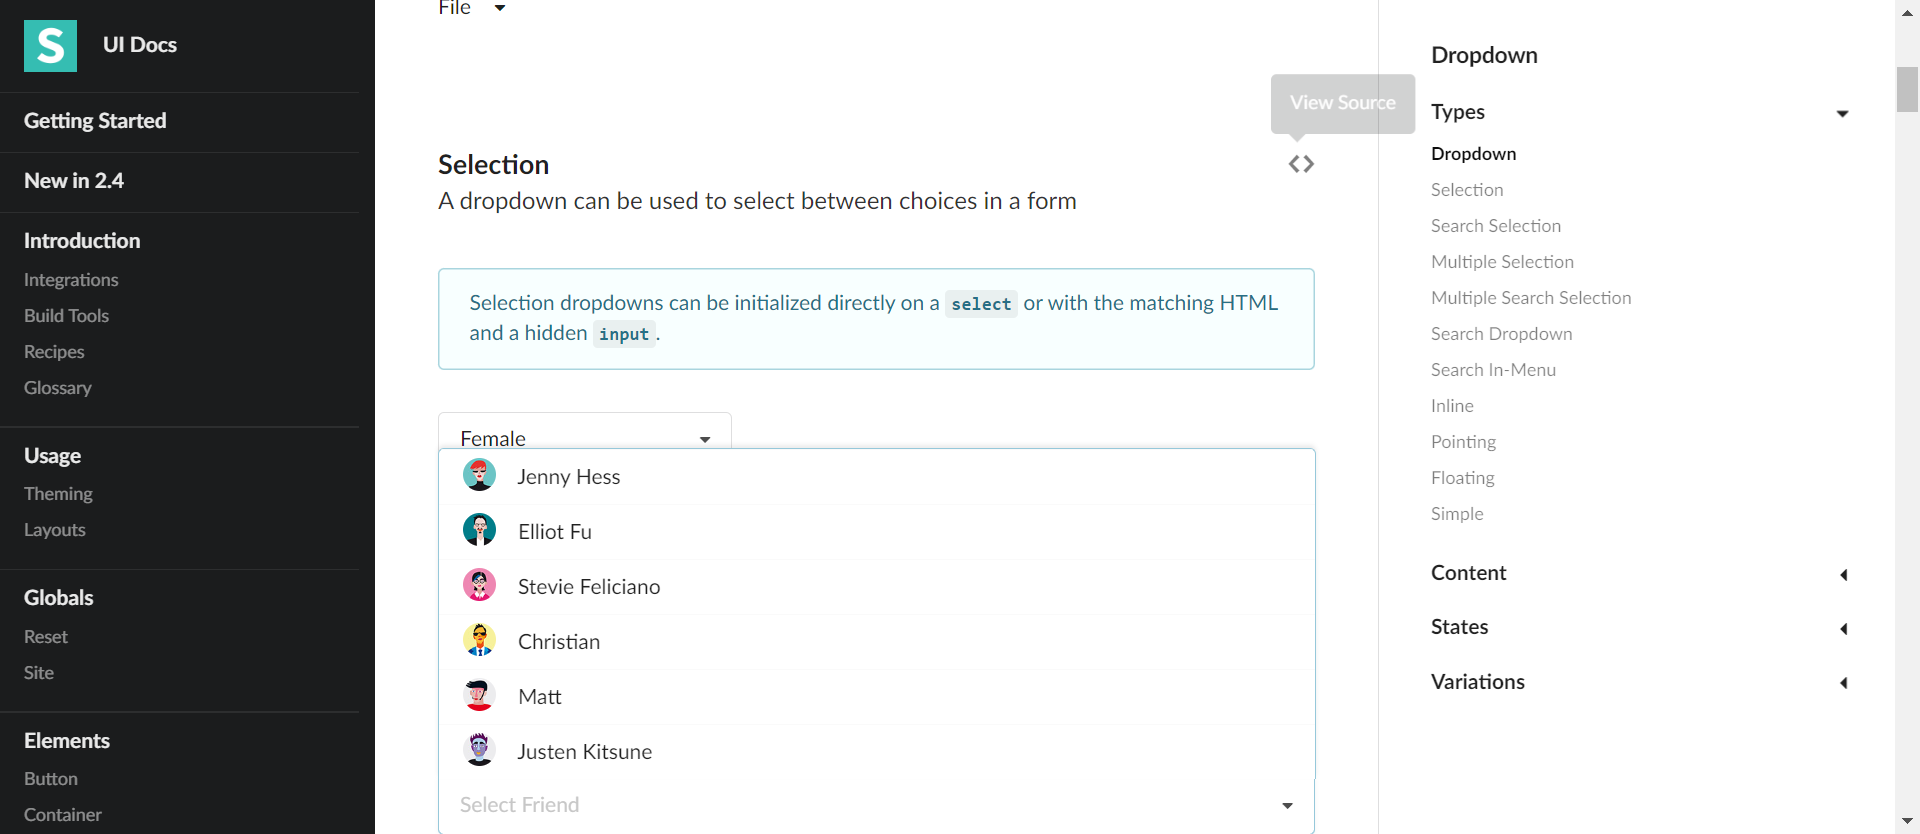 S
UI Docs
Getting Started
New in 2.4
Introduction
Integrations
Build Tools
Recipes
Glossary
Usage
Theming
Layouts
Globals
Reset
Site
Elements
Button
Container
File
View Source
Selection
A dropdown can be used to select between choices in a form
Selection dropdowns can be initialized directly on a select or with the matching HTML
and a hidden input.
Female
Jenny Hess
Elliot Fu
Stevie Feliciano
Christian
Matt
Justen Kitsune
Select Friend
Dropdown
Types
Dropdown
Selection
Search Selection
Multiple Selection
Multiple Search Selection
Search Dropdown
Search In-Menu
Inline
Pointing
Floating
Simple
Content
States
Variations